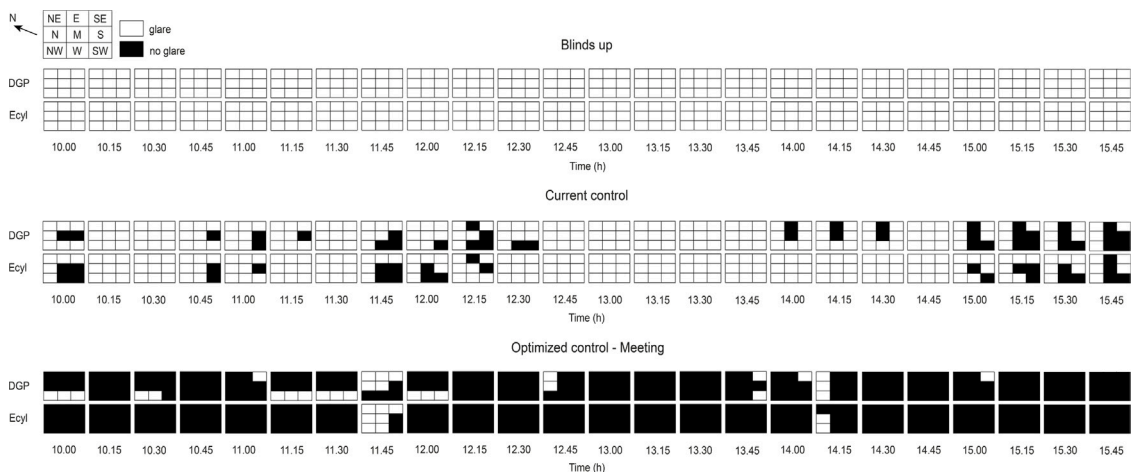 N
NE E SE
N M S
NW W SW
glare
no glare
Blinds up
DGP
Ecyl
10.00 10.15 10.30 10.45 11.00 11.15 11.30 11.45 12.00 12.15 12.30 12.45 13.00 13.15 13.30 13.45 14.00 14.15 14.30 14.45 15.00 15.15 15.30 15.45
Time (h)
Current control
DGP
Ecyl
10.00 10.15 10.30 10.45 11.00 11.15 11.30 11.45 12.00 12.15 12.30 12.45 13.00 13.15 13.30 13.45 14.00 14.15 14.30 14.45 15.00 15.15 15.30 15.45
Time (h)
Optimized control - Meeting
DGP
Ecyl
10.00 10.15 10.30 10.45 11.00 11.15 11.30 11.45 12.00 12.15 12.30 12.45 13.00 13.15 13.30 13.45 14.00 14.15 14.30 14.45 15.00 15.15 15.30 15.45
Time (h)